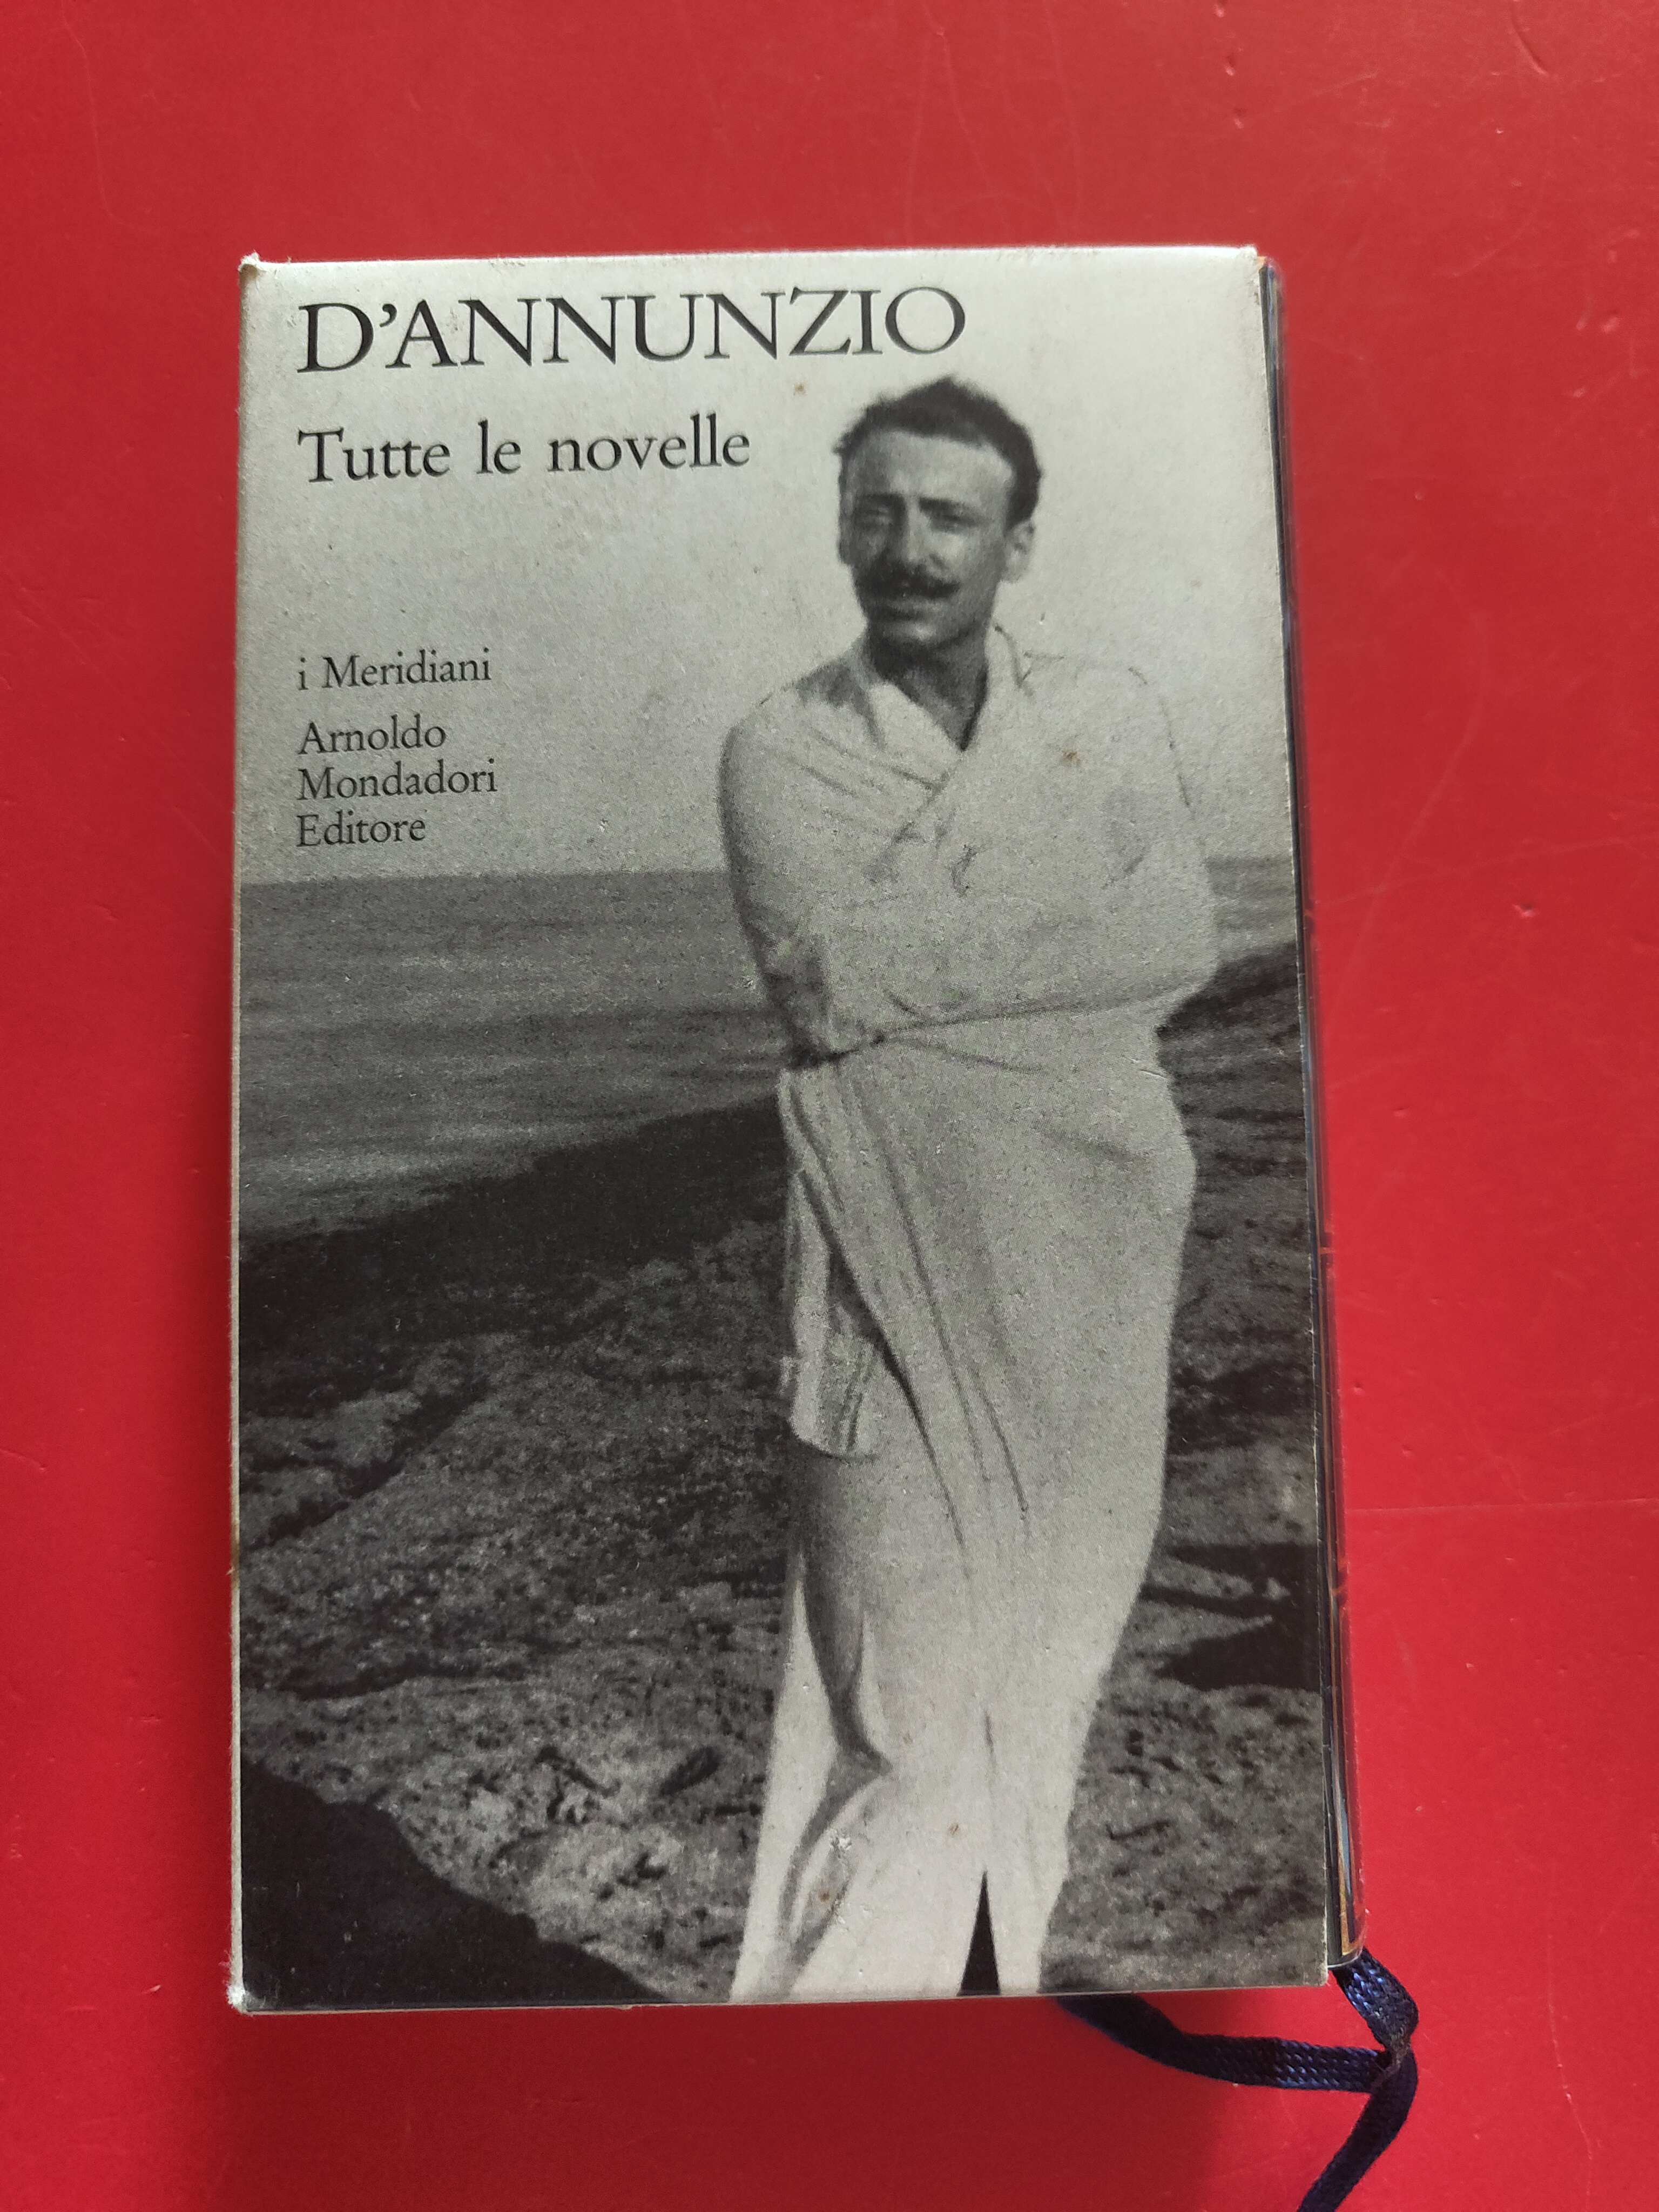 D'ANNUNZIO
Tutte le novelle
i Meridiani
Arnoldo
Mondadori
Editore